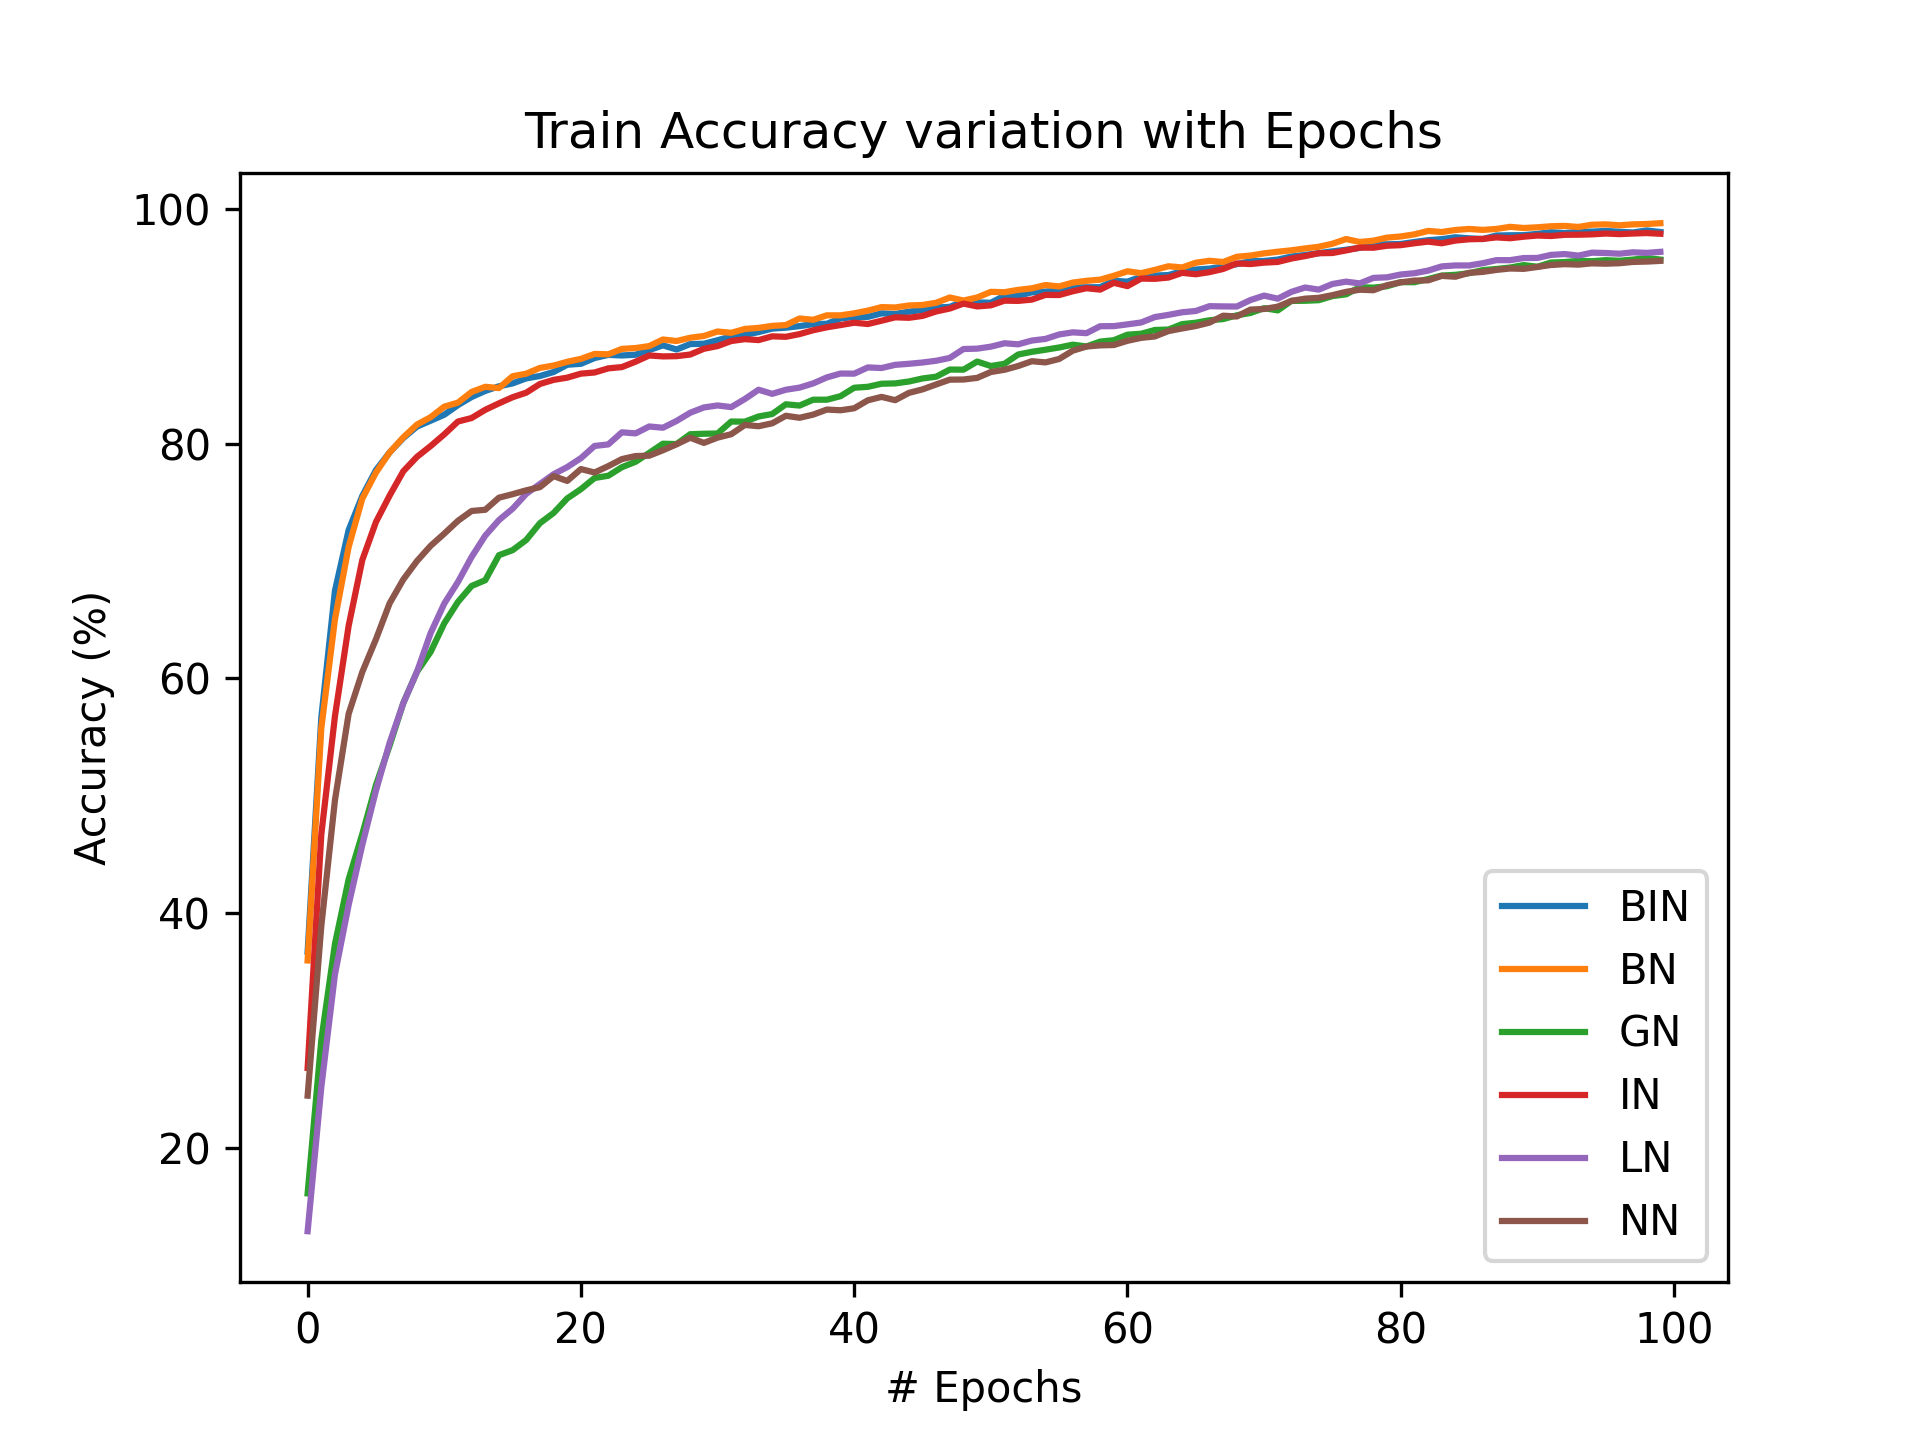 Train Accuracy variation with Epochs
100
80
60
40
20
Accuracy (%)
0 20 40 60 80 100
# Epochs
BIN
BN
GN
IN
LN
NN